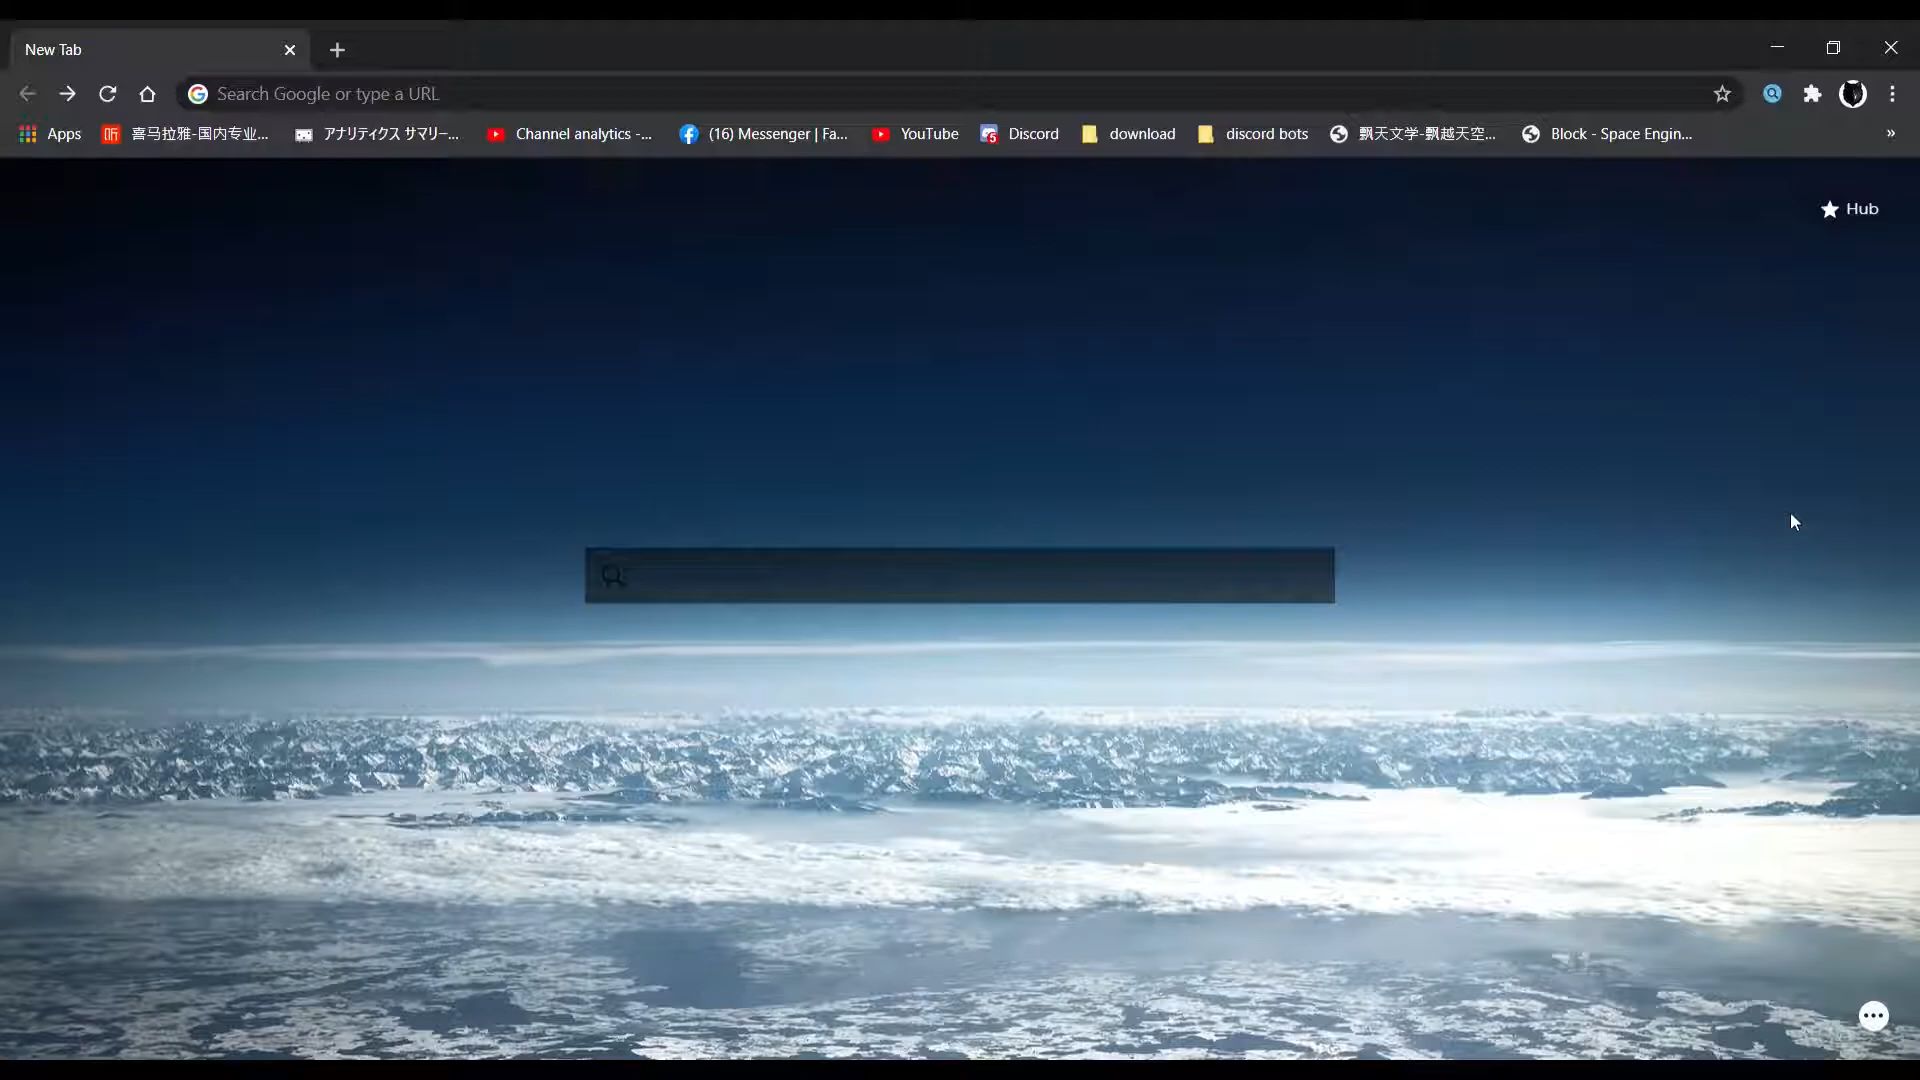 New Tab
Search Google or type a URL
Apps 喜马拉雅-国内专业... アナリティクス サマリー... Channel analytics -... (16) Messenger | Fa... YouTube Discord download discord bots 飘天文学-飘越天空... Block - Space Engin... »
Hub